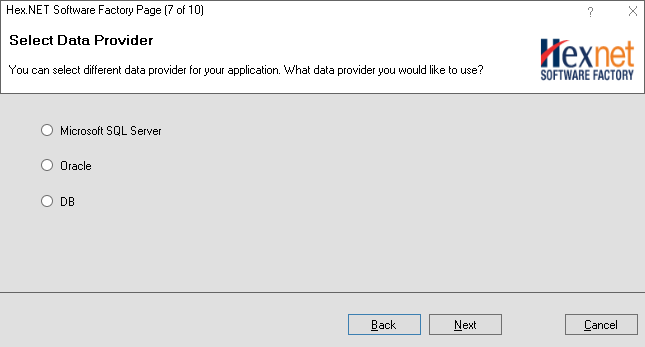 Hex.NET Software Factory Page (7 of 10)
?
Select Data Provider
You can select different data provider for your application. What data provider you would like to use?
Hexnet
SOFTWARE FACTORY
Microsoft SQL Server
Oracle
DB
Back
Next
Cancel